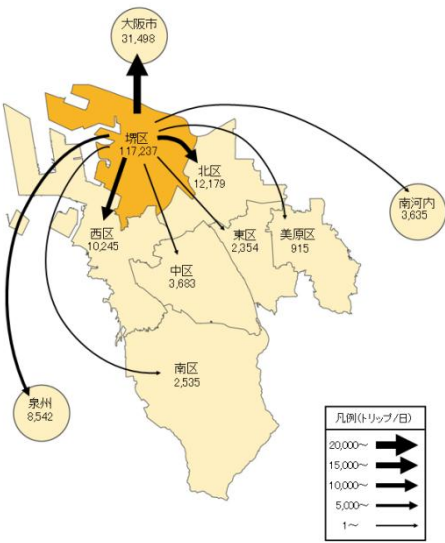 大阪市
31,498
堺区
117,237
北区
12,179
南河内
3,635
西区
10,245
東区
2,354
美原区
915
中区
3,683
南区
2,535
泉州
8,542
凡例(トリップ/日)
20,000～
15,000～
10,000～
5,000～
1～